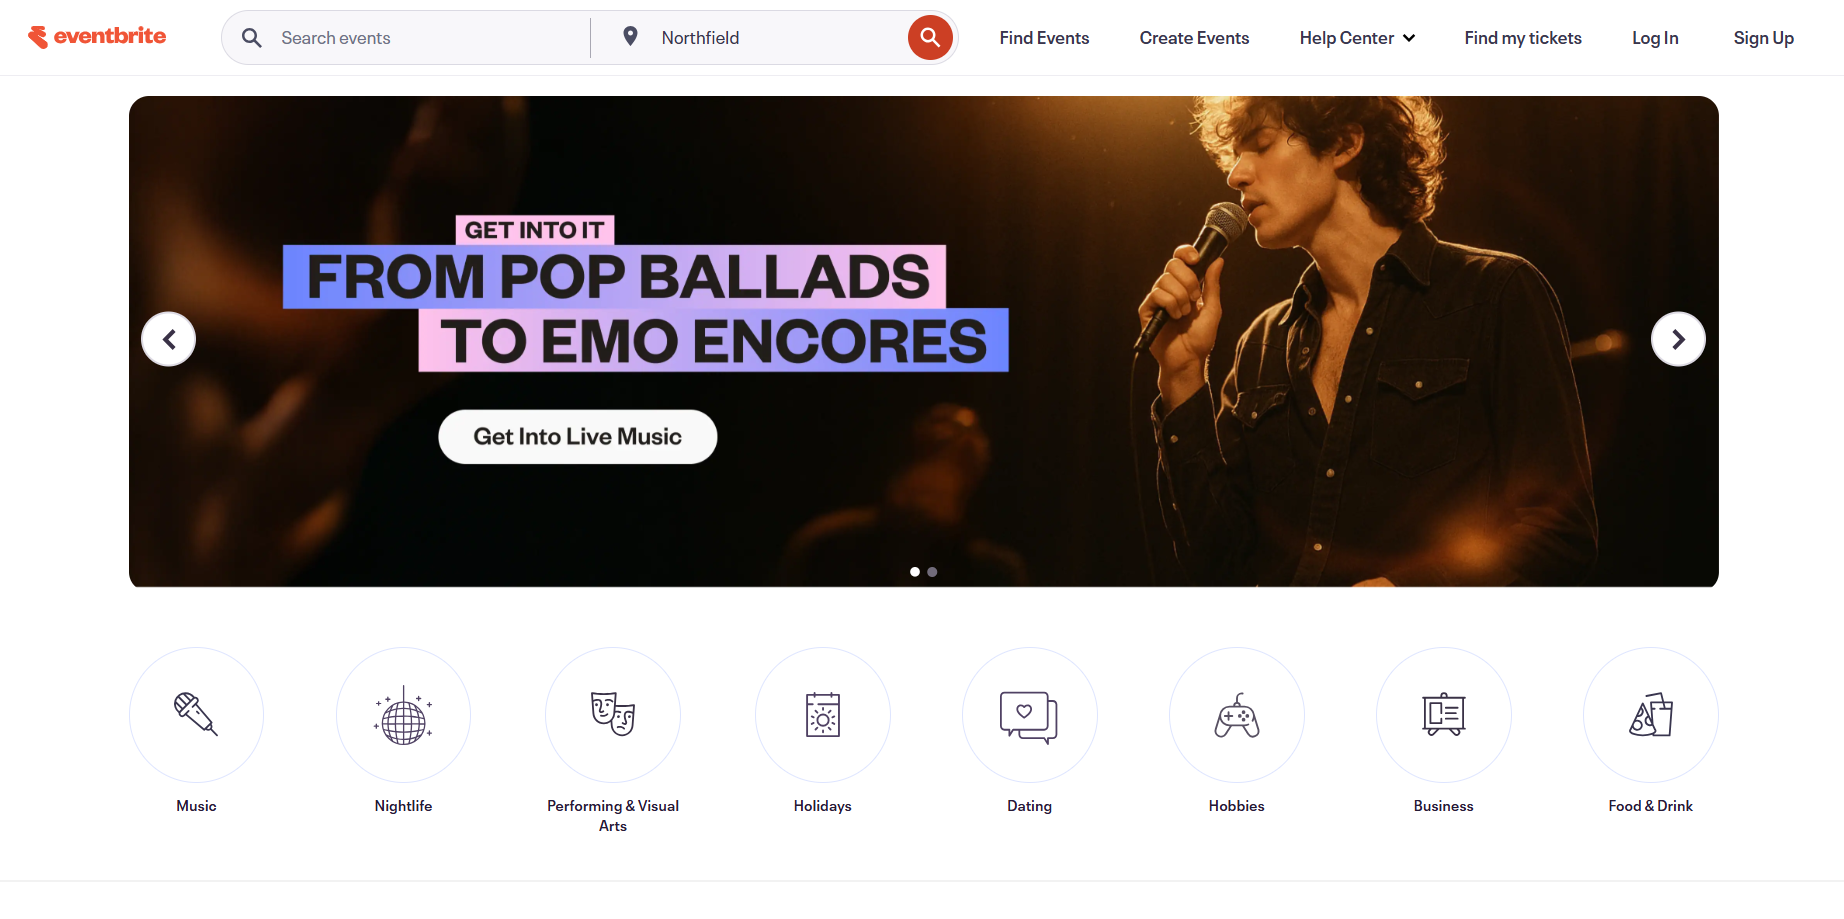 eventbrite
Search events
Northfield
Find Events
Create Events
Help Center
Find my tickets
Log In
Sign Up
GET INTO IT
FROM POP BALLADS
TO EMO ENCORES
Get Into Live Music
Music
Nightlife
Performing & Visual
Arts
Holidays
Dating
Hobbies
Business
Food & Drink